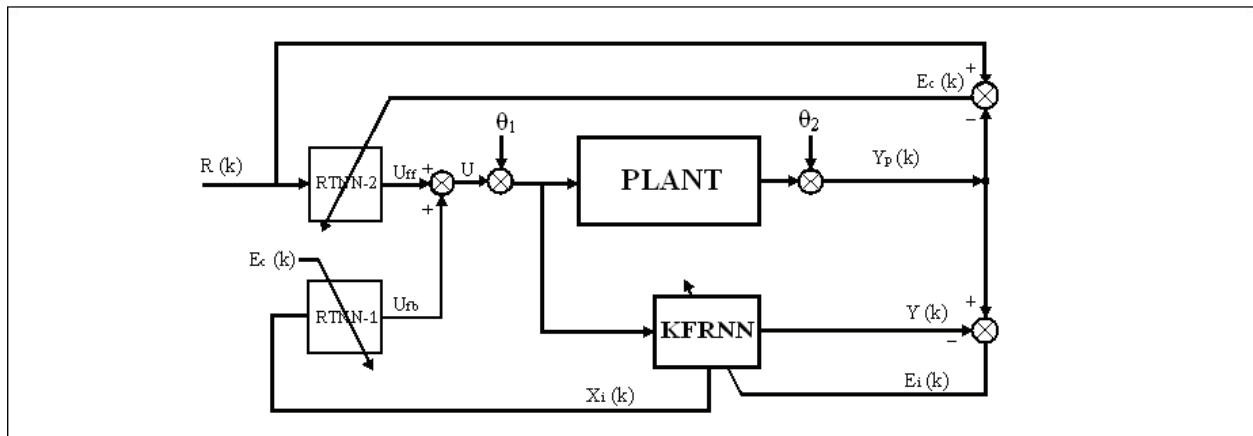 +
Ec (k)
−
θ1
θ2
R (k)
Uff
+
U
Yp (k)
RTNN-2
PLANT
+
Ec (k)
RTNN-1
Ufb
+
KFRNN
Y (k)
−
Xi (k)
Ei (k)